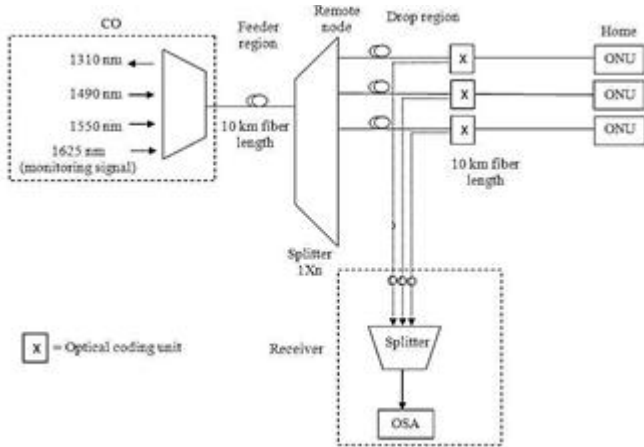 CO
Feeder
region
Remote
node
Drop region
Home
1310 nm
1490 nm
1550 nm
1625 nm
(monitoring signal)
10 km fiber
length
X
ONU
X
ONU
X
ONU
10 km fiber
length
Splitter
1Xn
X = Optical coding unit
Receiver
Splitter
OSA